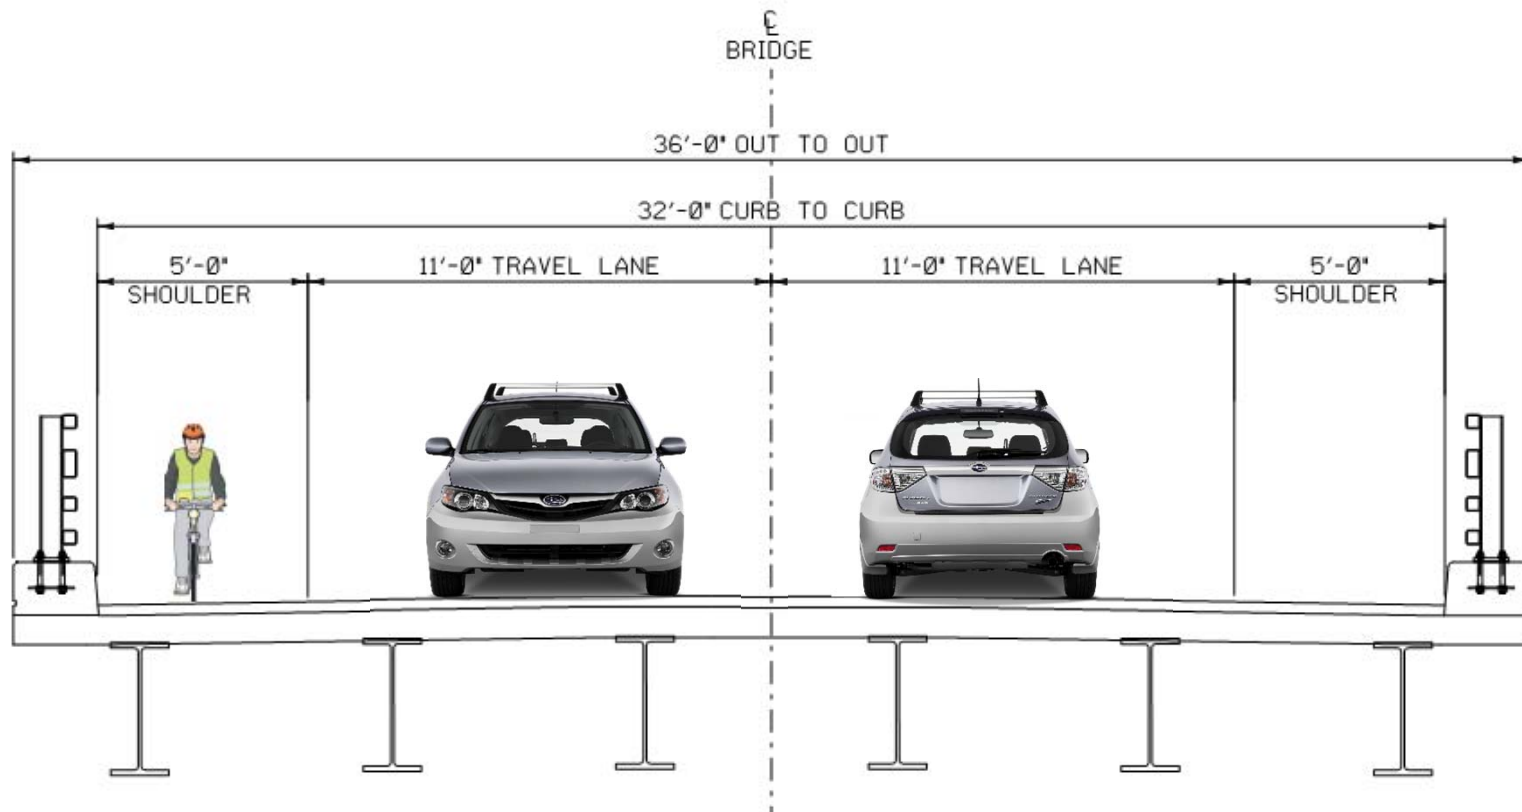 ℄
BRIDGE
36'-0" OUT TO OUT
32'-0" CURB TO CURB
5'-0"
SHOULDER
11'-0" TRAVEL LANE
11'-0" TRAVEL LANE
5'-0"
SHOULDER